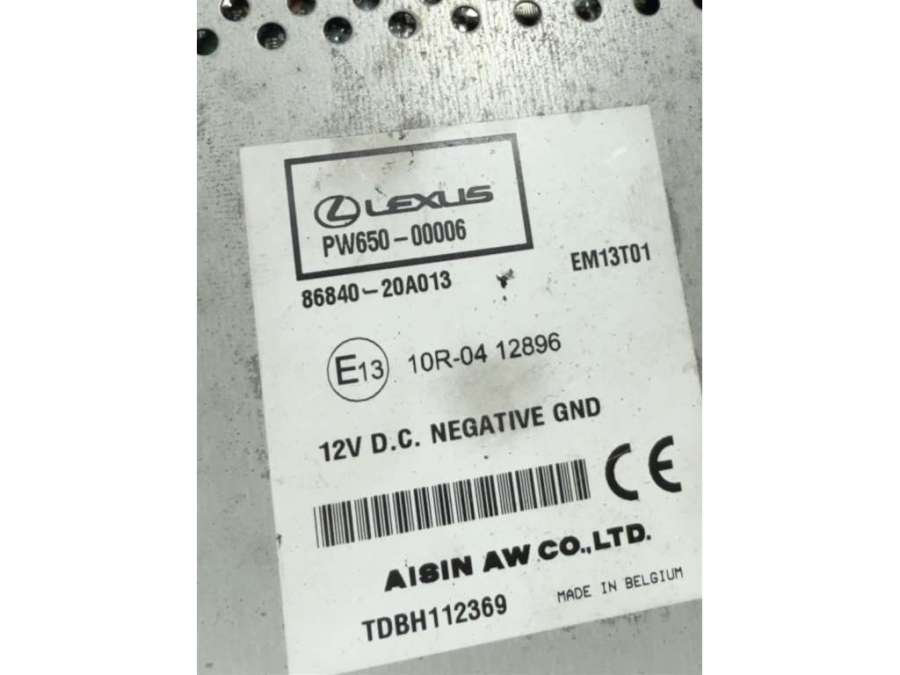 LEXUS
PW650-00006
86840-20A013
EM13T01
E13 10R-04 12896
12V D.C. NEGATIVE GND
CE
AISIN AW CO.,LTD.
TDBH112369
MADE IN BELGIUM